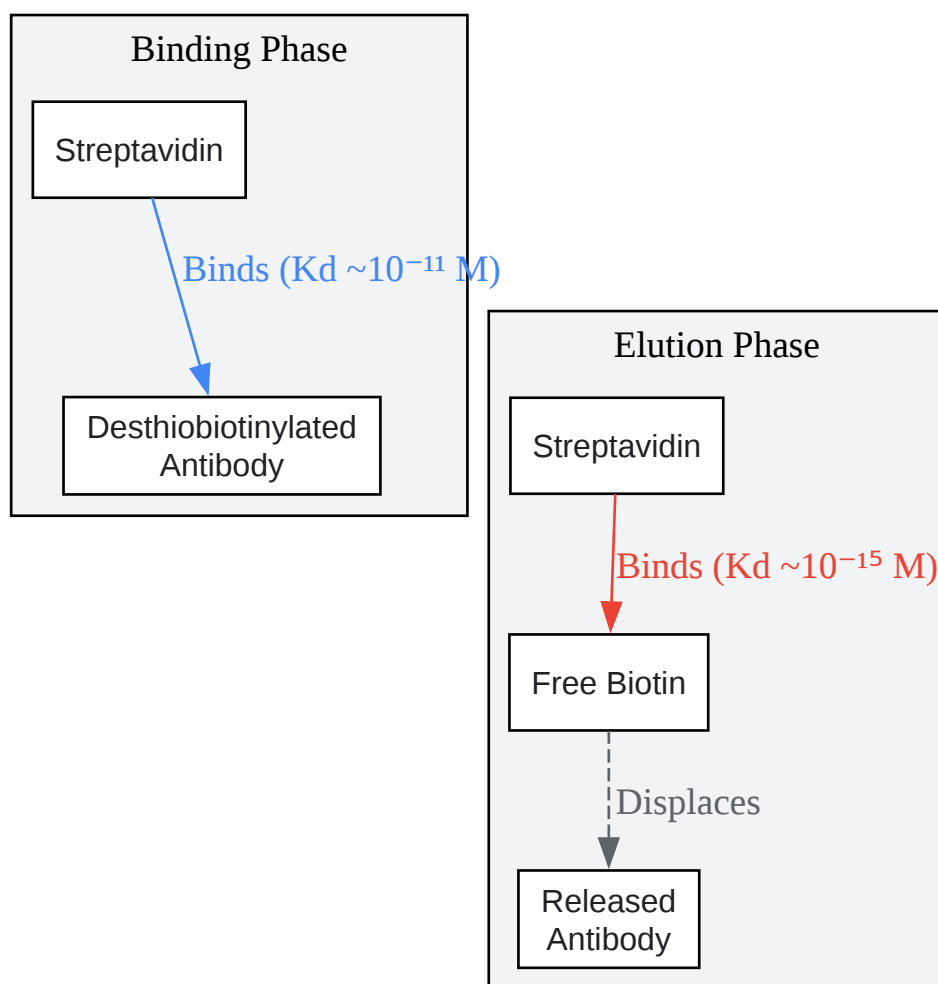 Binding Phase
Streptavidin
Binds (Kd ~10⁻¹¹ M)
Desthiobiotinylated
Antibody
Elution Phase
Streptavidin
Binds (Kd ~10⁻¹⁵ M)
Free Biotin
Displaces
Released
Antibody